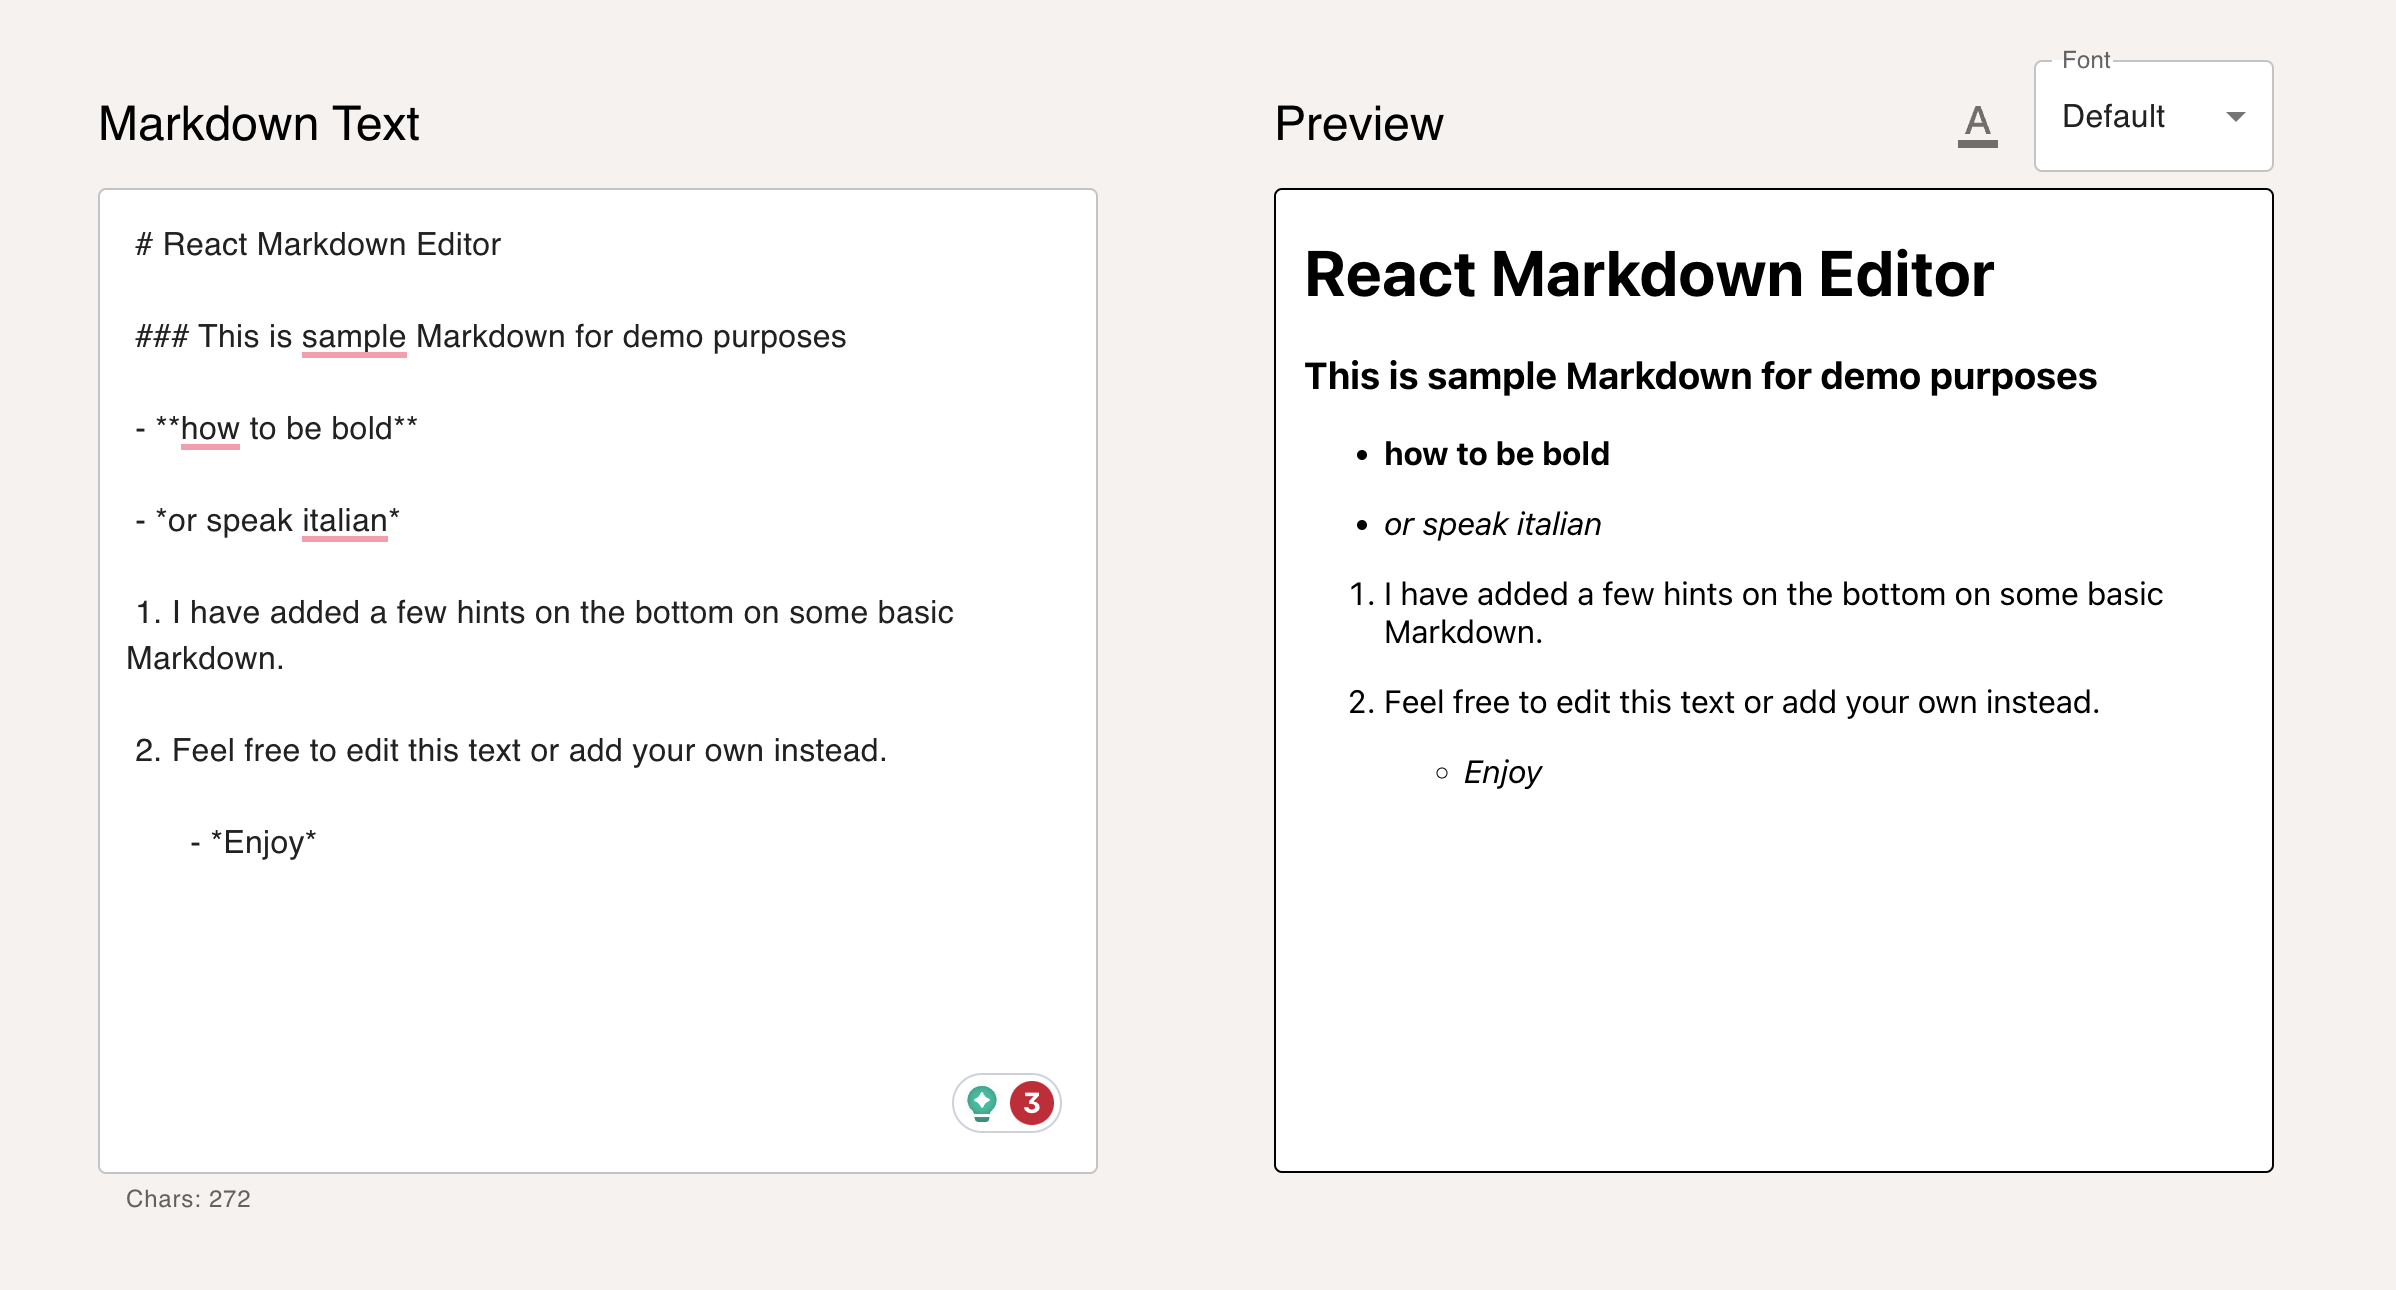 Markdown Text
# React Markdown Editor
### This is sample Markdown for demo purposes
- **how to be bold**
- *or speak italian*
1. I have added a few hints on the bottom on some basic
Markdown.
2. Feel free to edit this text or add your own instead.
- *Enjoy*
3
Chars: 272
Preview
A
Font
Default
React Markdown Editor
This is sample Markdown for demo purposes
• how to be bold
• or speak italian
1. I have added a few hints on the bottom on some basic
Markdown.
2. Feel free to edit this text or add your own instead.
◦ Enjoy